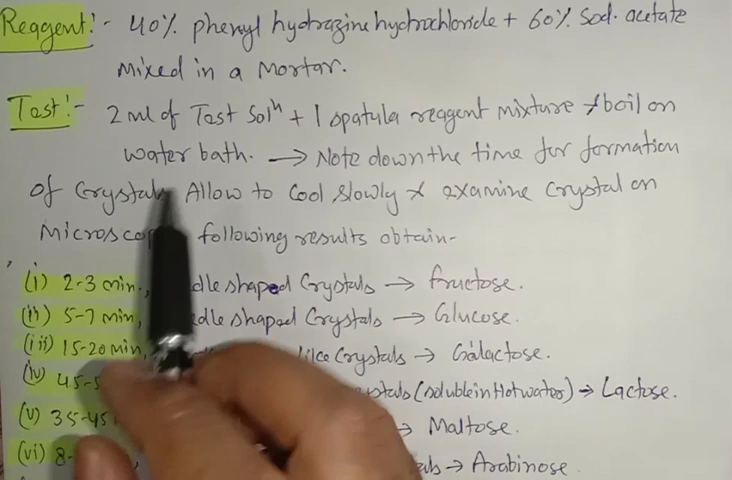 Reagent:- 40% phenyl hydrazine hydrochloride + 60% Sod. acetate
Mixed in a Mortar.
Test:- 2 ml of Test Solⁿ + 1 spatula reagent mixture boil on
water bath. → Note down the time for formation
of Crystals Allow to Cool slowly & examine Crystal on
following results obtain-
(i) 2-3 min., shaped Crystals → fructose.
(ii) 5-7 min, shaped Crystals → Glucose.
(iii) 15-20 min, like Crystals → Galactose.
(iv) (soluble in Hot water) → Lactose.
(v) 35-45 → Maltose.
(vi) 8- → Arabinose